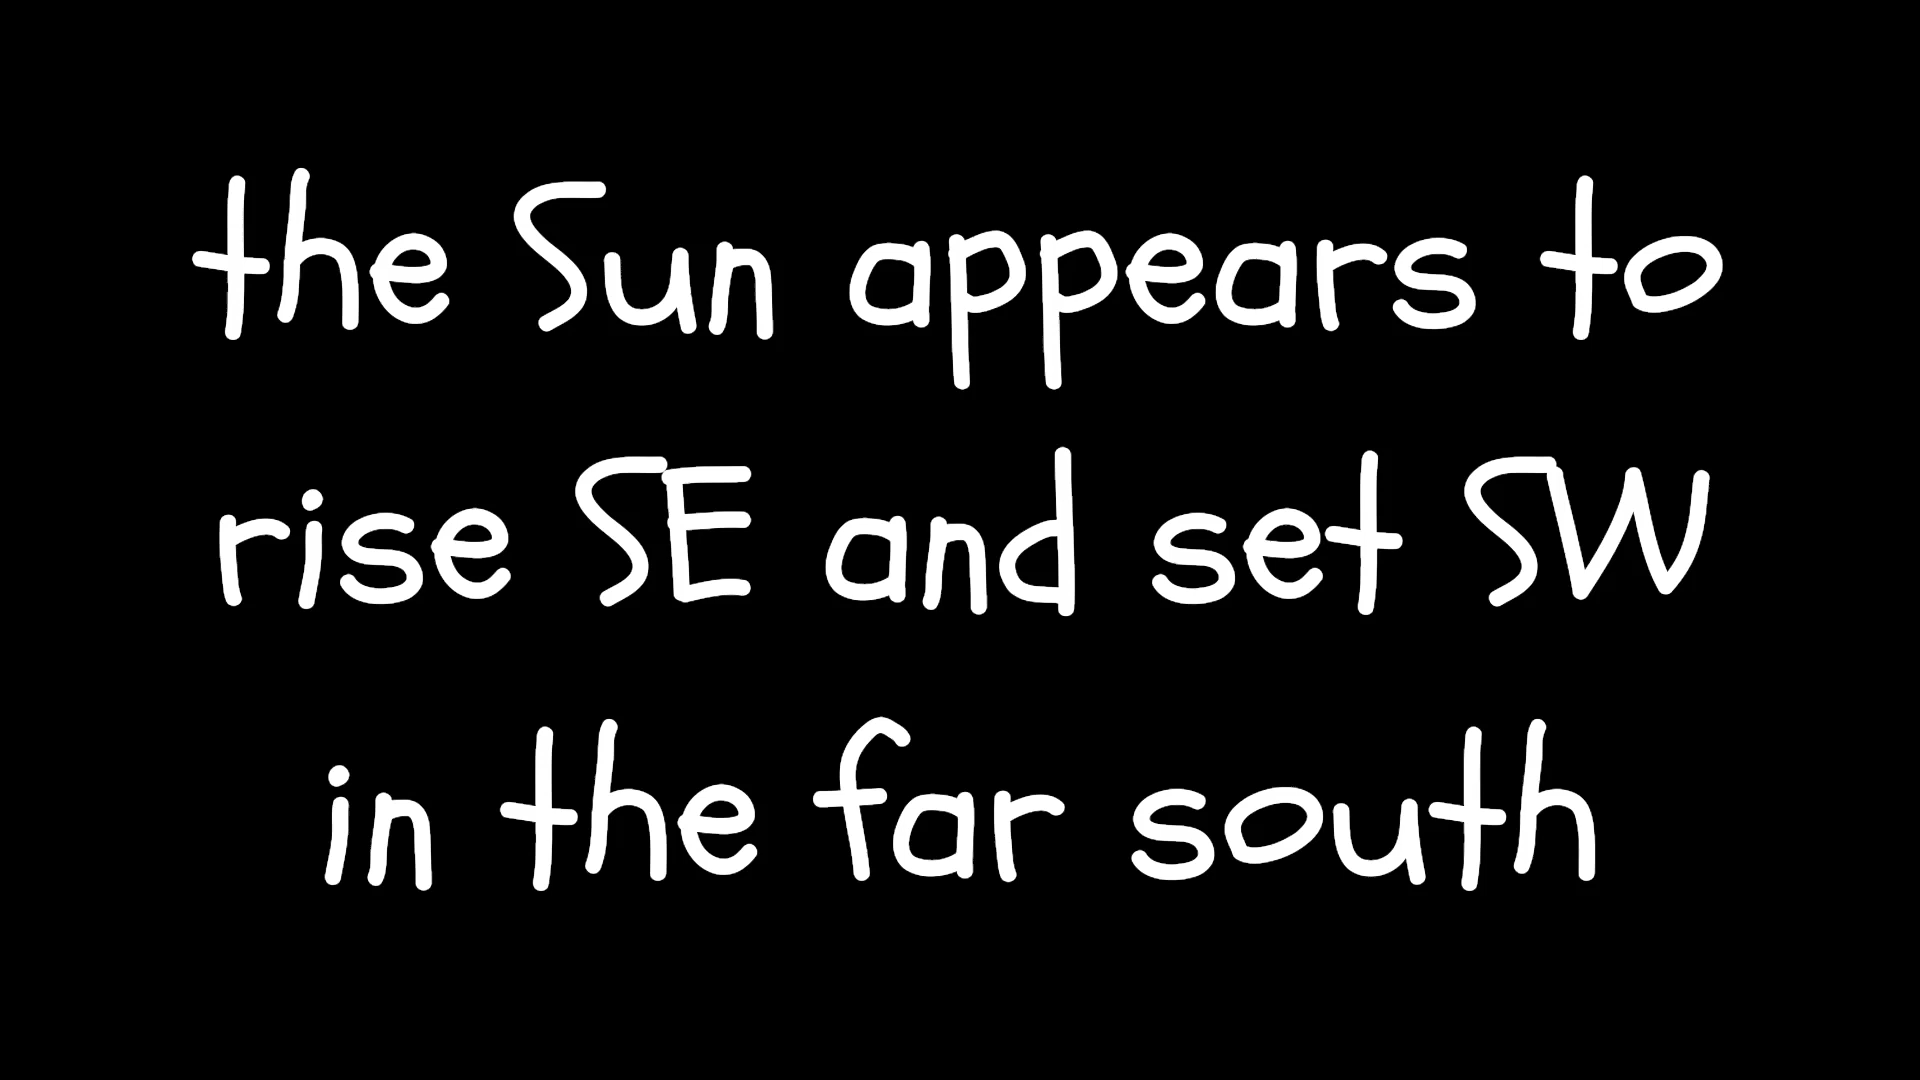 the Sun appears to
rise SE and set SW
in the far south